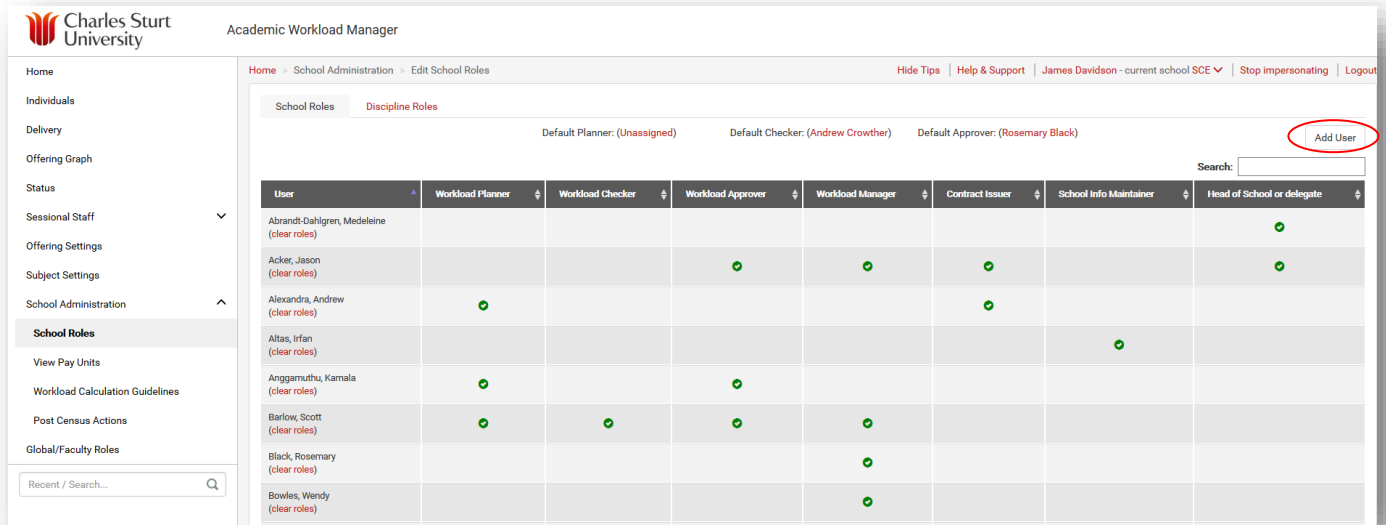 Charles Sturt
University
Academic Workload Manager
Home
Individuals
Delivery
Offering Graph
Status
Sessional Staff
Offering Settings
Subject Settings
School Administration
School Roles
View Pay Units
Workload Calculation Guidelines
Post Census Actions
Global/Faculty Roles
Recent / Search...
Home > School Administration > Edit School Roles
Hide Tips | Help & Support | James Davidson - current school SCE | Stop impersonating | Logout
School Roles Discipline Roles
Default Planner: (Unassigned) Default Checker: (Andrew Crowther) Default Approver: (Rosemary Black)
Add User
Search:
User Workload Planner Workload Checker Workload Approver Workload Manager Contract Issuer School Info Maintainer Head of School or delegate
Abrandt-Dahlgren, Medeleine
(clear roles)
Acker, Jason
(clear roles)
Alexandra, Andrew
(clear roles)
Altas, Irfan
(clear roles)
Anggamuthu, Kamala
(clear roles)
Barlow, Scott
(clear roles)
Black, Rosemary
(clear roles)
Bowles, Wendy
(clear roles)